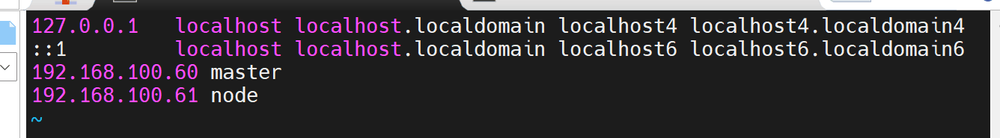 127.0.0.1   localhost localhost.localdomain localhost4 localhost4.localdomain4
::1         localhost localhost.localdomain localhost6 localhost6.localdomain6
192.168.100.60 master
192.168.100.61 node
~